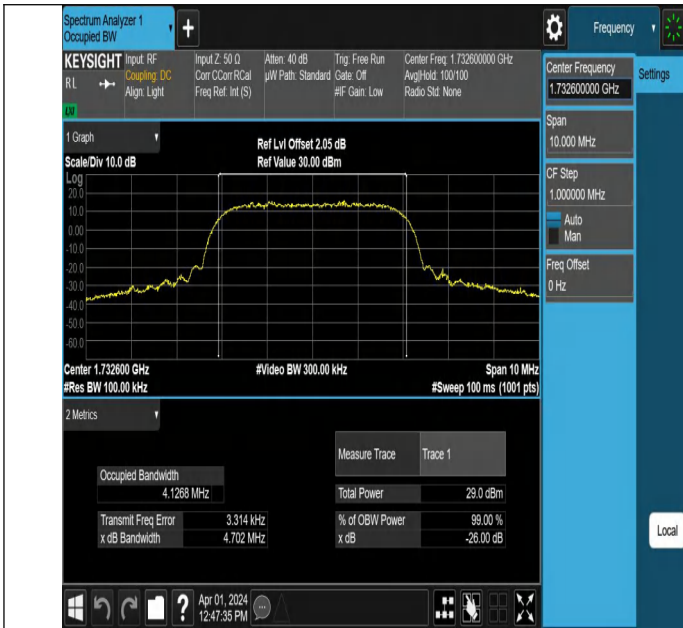 Spectrum Analyzer 1
Occupied BW
+
Frequency
KEYSIGHT
RL
LXI
Input: RF
Coupling: DC
Align: Light
Input Z: 50 Ω
Corr CCorr RCal
Freq Ref: Int (S)
Atten: 40 dB
µW Path: Standard
Trig: Free Run
Gate: Off
#IF Gain: Low
Center Freq: 1.732600000 GHz
Avg|Hold: 100/100
Radio Std: None
Center Frequency
1.732600000 GHz
Settings
Span
10.000 MHz
CF Step
1.000000 MHz
Auto
Man
Freq Offset
0 Hz
Local
1 Graph
Scale/Div 10.0 dB
Ref Lvl Offset 2.05 dB
Ref Value 30.00 dBm
Log
20.0
10.0
0.00
-10.0
-20.0
-30.0
-40.0
-50.0
-60.0
Center 1.732600 GHz
#Video BW 300.00 kHz
Span 10 MHz
#Res BW 100.00 kHz
#Sweep 100 ms (1001 pts)
2 Metrics
Measure Trace
Trace 1
Occupied Bandwidth
4.1268 MHz
Total Power
29.0 dBm
Transmit Freq Error
3.314 kHz
% of OBW Power
99.00 %
x dB Bandwidth
4.702 MHz
x dB
-26.00 dB
?
Apr 01, 2024
12:47:35 PM